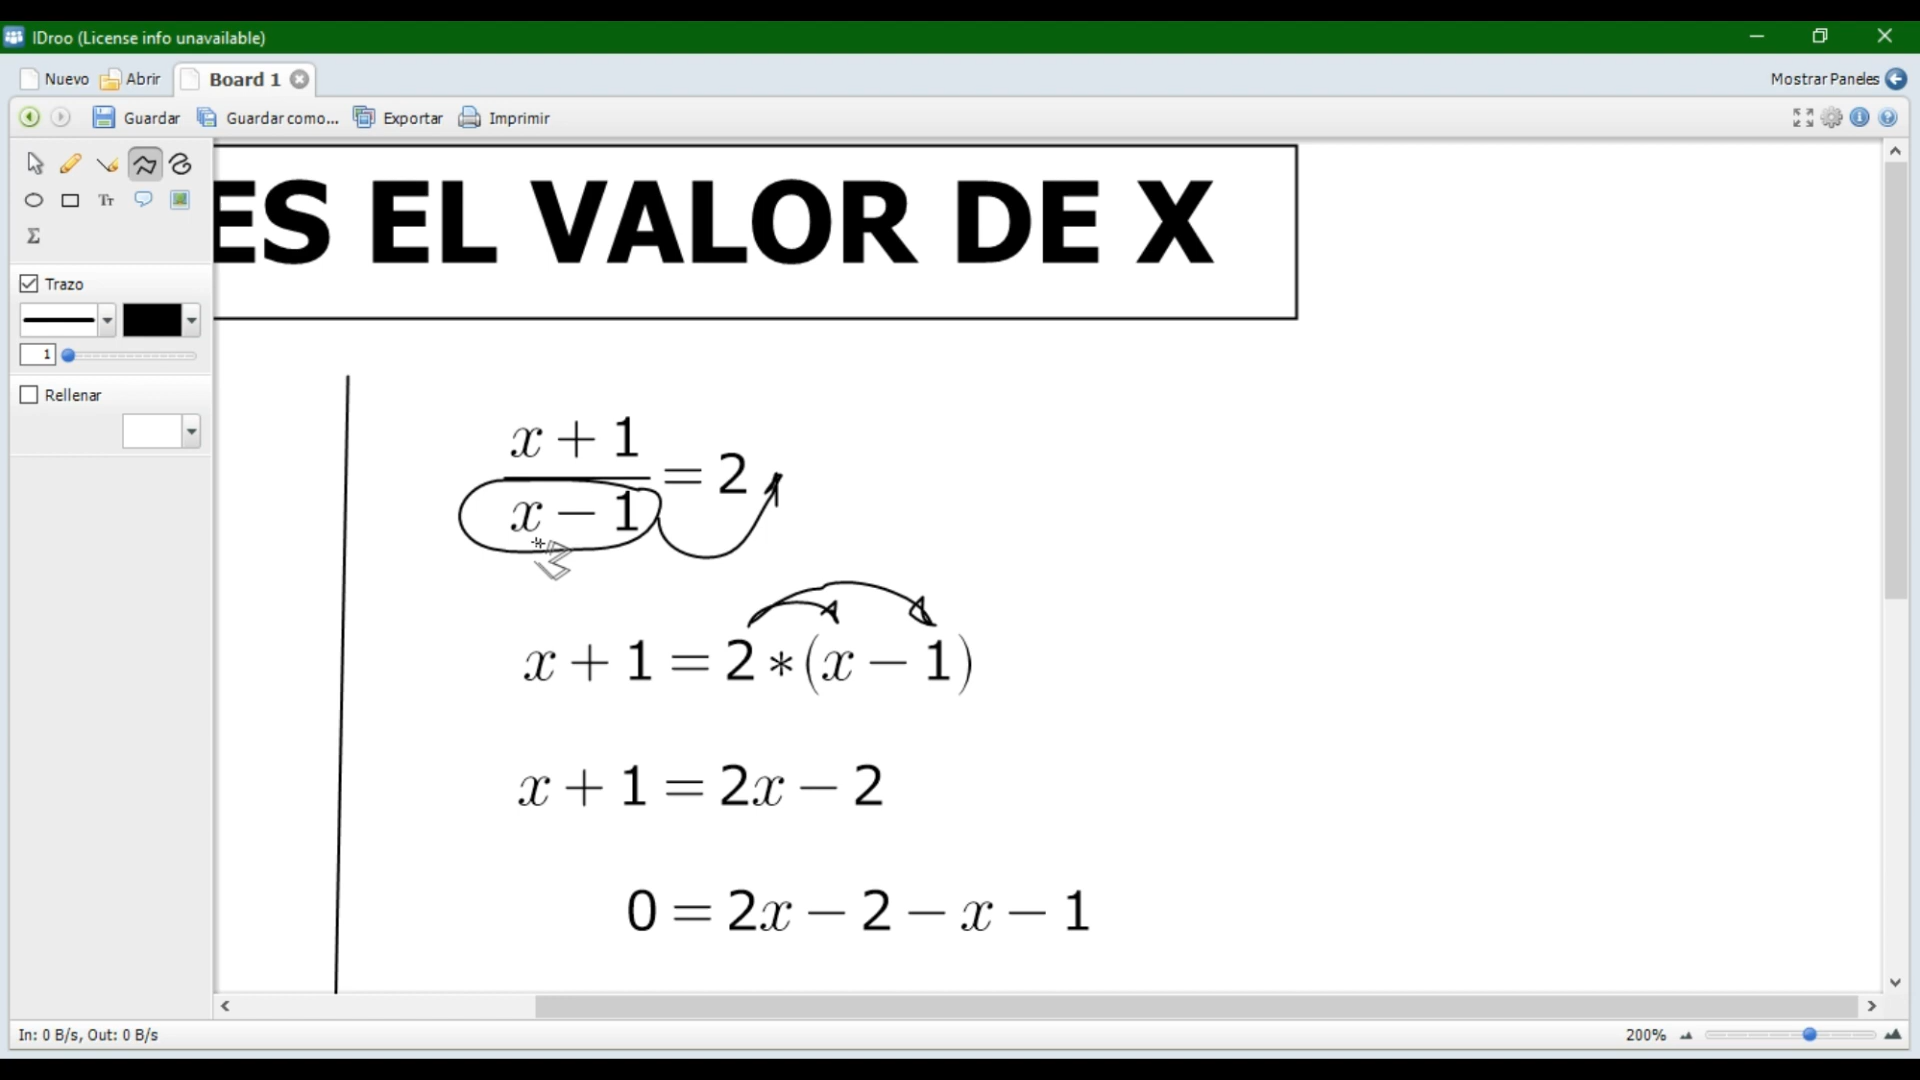 IDroo (License info unavailable)
Nuevo Abrir Board 1 Mostrar Paneles
Guardar Guardar como... Exportar Imprimir
Tr
Σ
Trazo
1
Rellenar
ES EL VALOR DE X
x + 1
= 2
x − 1
x + 1 = 2 * (x − 1)
x + 1 = 2x − 2
0 = 2x − 2 − x − 1
In: 0 B/s, Out: 0 B/s 200%